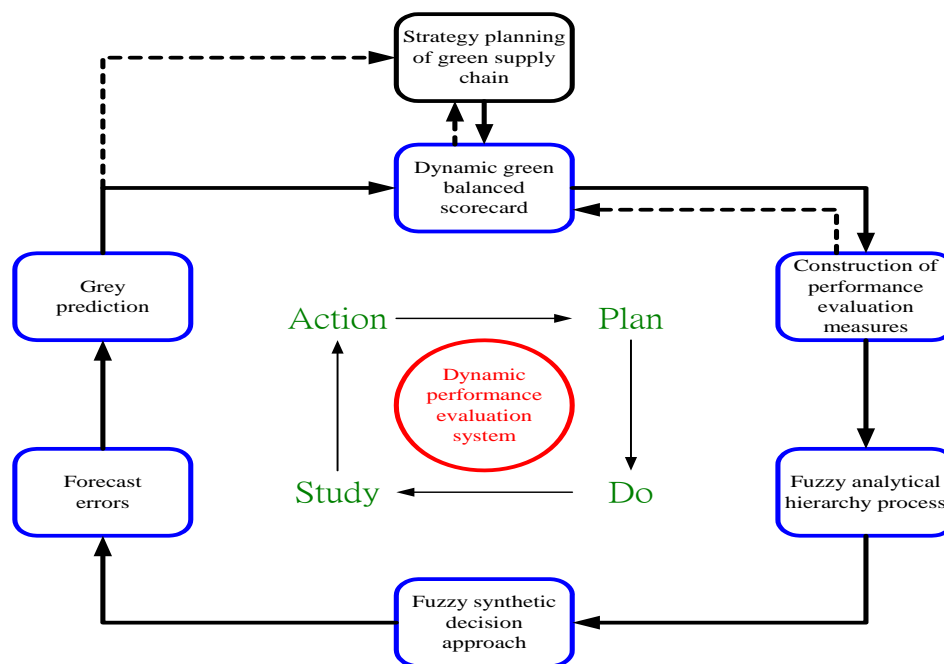 Strategy planning
of green supply
chain
Dynamic green
balanced
scorecard
Grey
prediction
Construction of
performance
evaluation
measures
Action
Plan
Dynamic
performance
evaluation
system
Forecast
errors
Study
Do
Fuzzy analytical
hierarchy process
Fuzzy synthetic
decision
approach